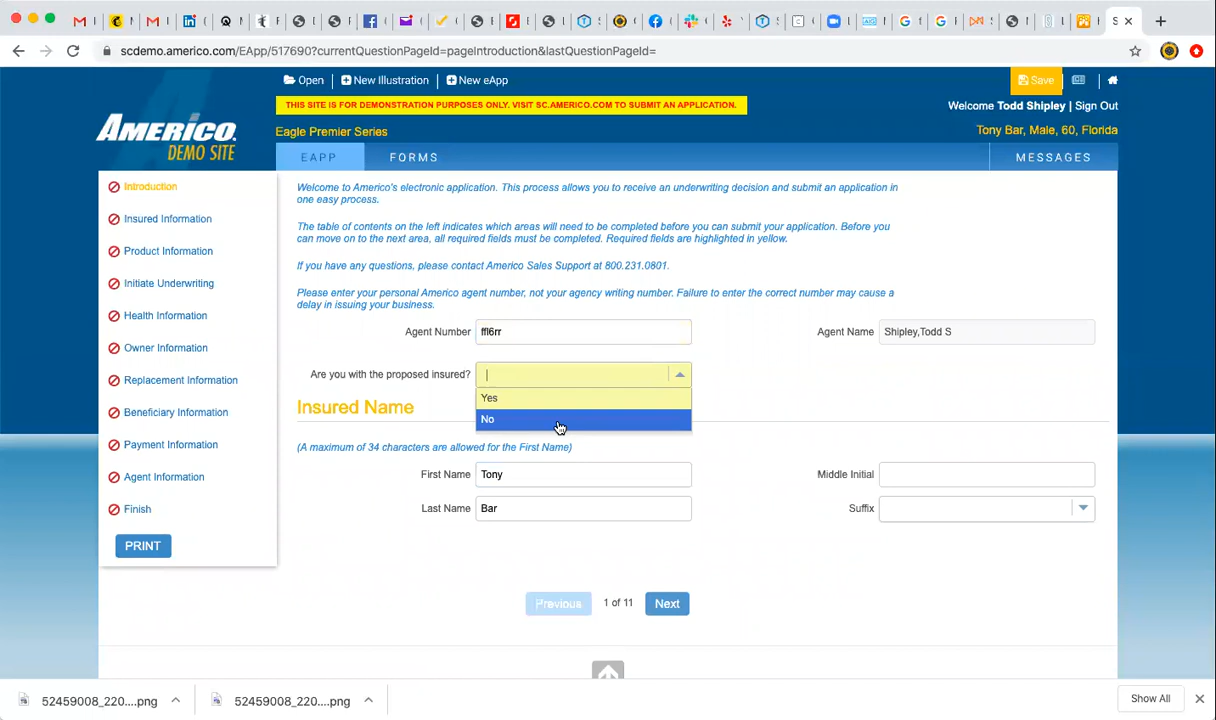 scdemo.americo.com/EApp/517690?currentQuestionPageId=pageIntroduction&lastQuestionPageId=
Open
New Illustration
New eApp
Save
THIS SITE IS FOR DEMONSTRATION PURPOSES ONLY. VISIT SC.AMERICO.COM TO SUBMIT AN APPLICATION.
Welcome Todd Shipley | Sign Out
AMERICO
DEMO SITE
Eagle Premier Series
Tony Bar, Male, 60, Florida
EAPP
FORMS
MESSAGES
Introduction
Insured Information
Product Information
Initiate Underwriting
Health Information
Owner Information
Replacement Information
Beneficiary Information
Payment Information
Agent Information
Finish
PRINT
Welcome to Americo's electronic application. This process allows you to receive an underwriting decision and submit an application in
one easy process.
The table of contents on the left indicates which areas will need to be completed before you can submit your application. Before you
can move on to the next area, all required fields must be completed. Required fields are highlighted in yellow.
If you have any questions, please contact Americo Sales Support at 800.231.0801.
Please enter your personal Americo agent number, not your agency writing number. Failure to enter the correct number may cause a
delay in issuing your business.
Agent Number
ffl6rr
Agent Name
Shipley,Todd S
Are you with the proposed insured?
Yes
No
Insured Name
(A maximum of 34 characters are allowed for the First Name)
First Name
Tony
Middle Initial
Last Name
Bar
Suffix
Previous
1 of 11
Next
52459008_220....png
52459008_220....png
Show All